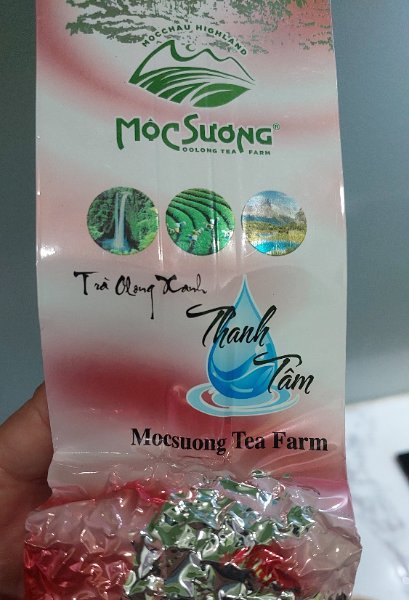 MOCCHAU HIGHLAND
MỘC SƯƠNG®
OOLONG TEA FARM
Trà Olong Xanh
Thanh
Tâm
Mocsuong Tea Farm